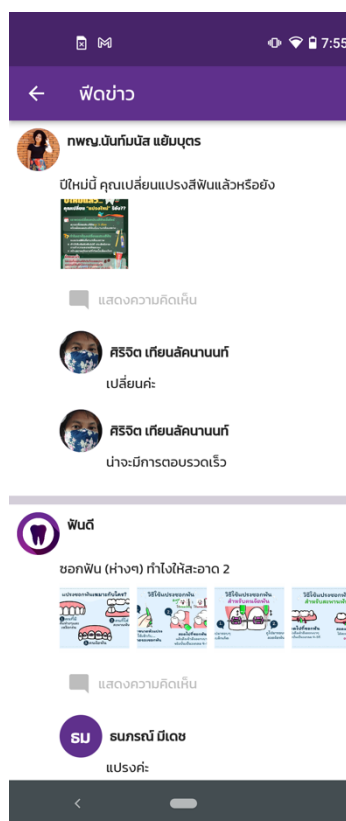 7:55
ฟีดข่าว
ทพญ.นันท์มนัส แย้มบุตร
ปีใหม่นี้ คุณเปลี่ยนแปรงสีฟันแล้วหรือยัง
แสดงความคิดเห็น
ศิริจิต เทียนลัคนานนท์
เปลี่ยนค่ะ
ศิริจิต เทียนลัคนานนท์
น่าจะมีการตอบรวดเร็ว
ฟันดี
ซอกฟัน (ห่างๆ) ทำไงให้สะอาด 2
แสดงความคิดเห็น
ธม
ธนภรณ์ มีเดช
แปรงค่ะ